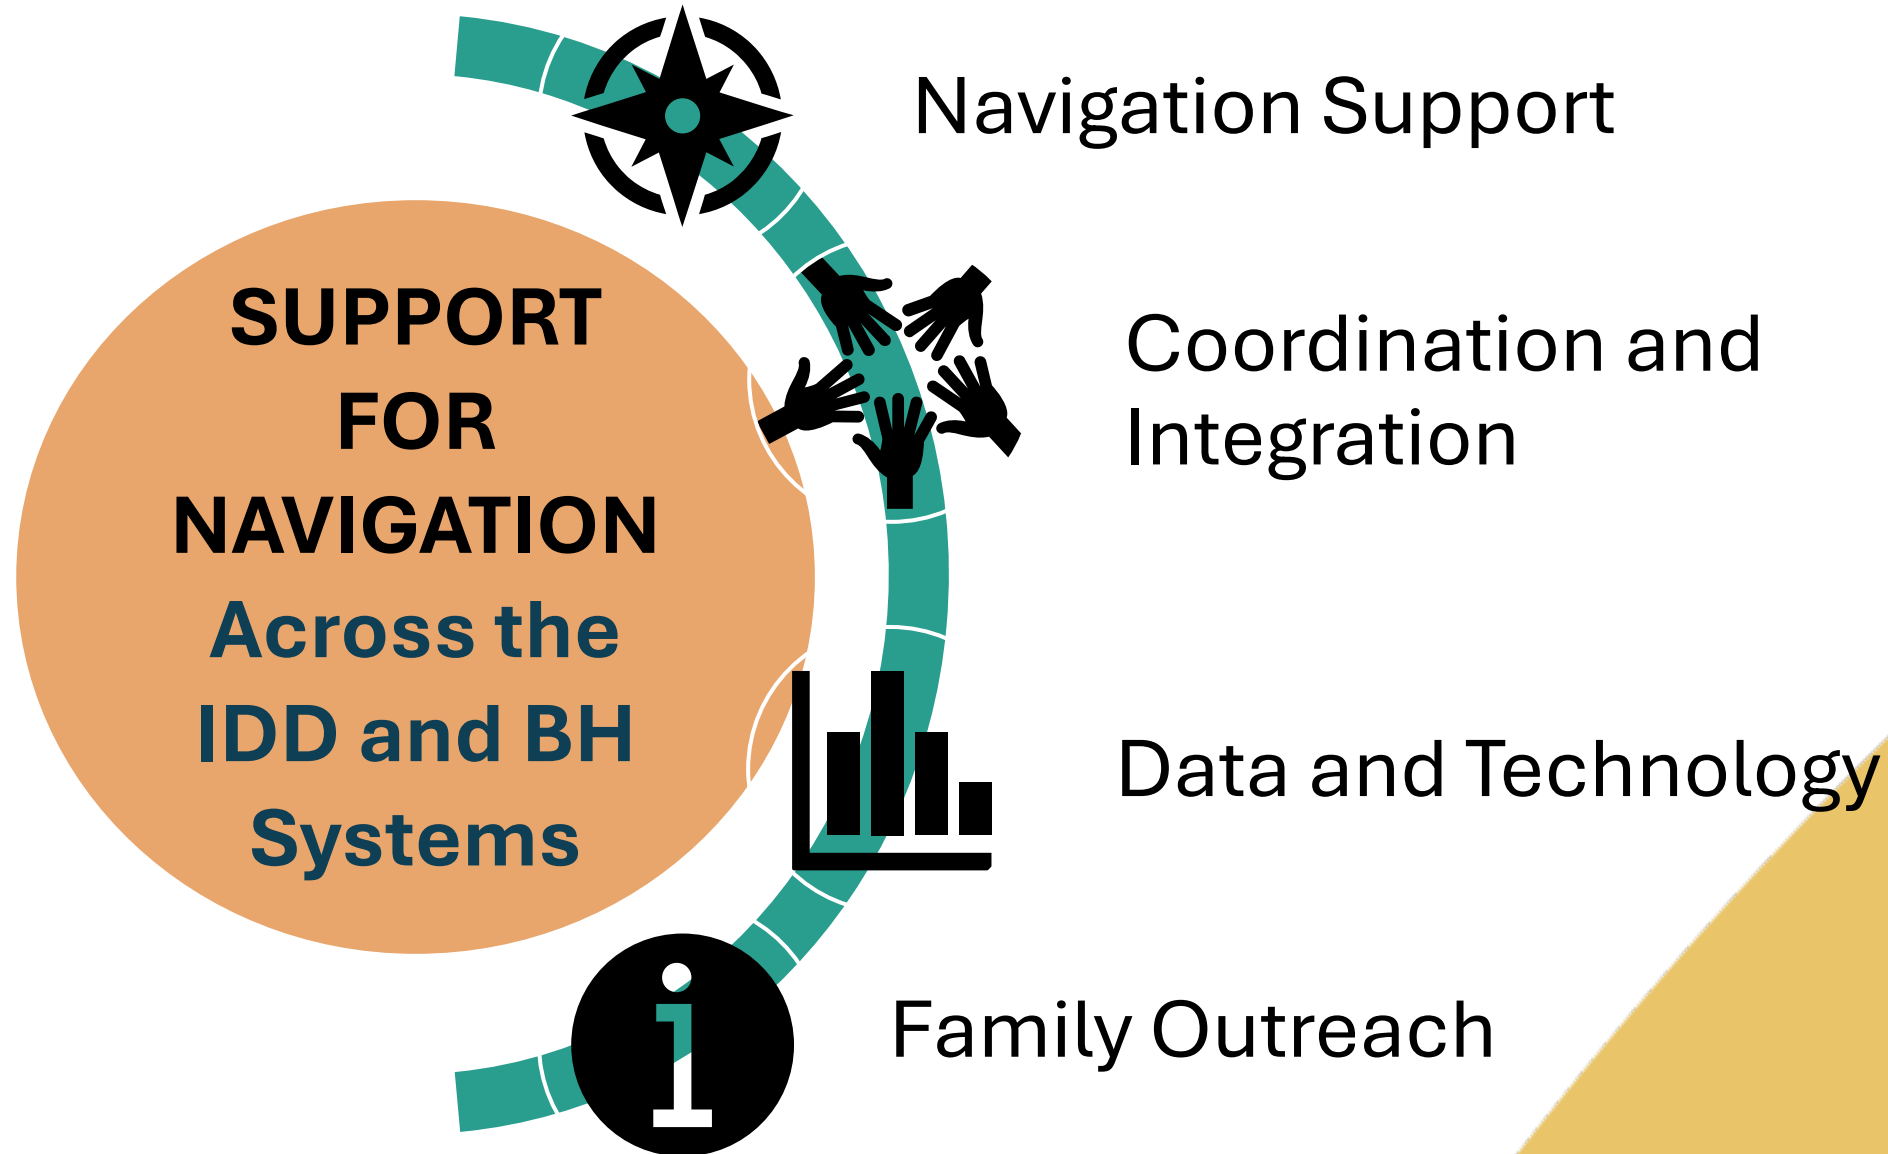 SUPPORT
FOR
NAVIGATION
Across the
IDD and BH
Systems
Navigation Support
Coordination and
Integration
Data and Technology
Family Outreach